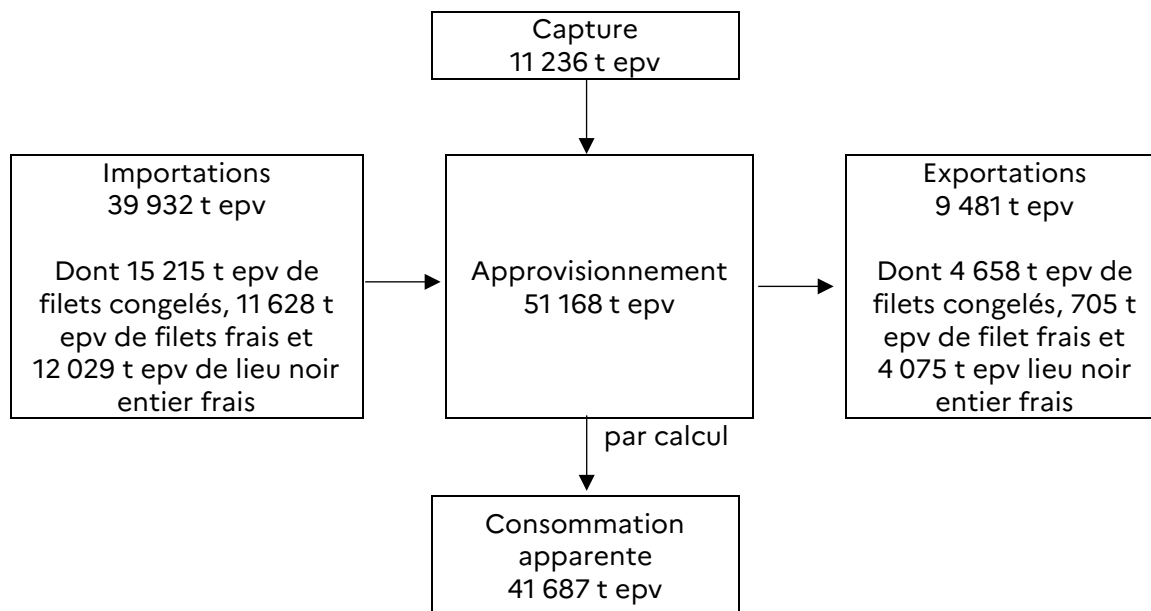 Capture
11 236 t epv
Importations
39 932 t epv
Dont 15 215 t epv de
filets congelés, 11 628 t
epv de filets frais et
12 029 t epv de lieu noir
entier frais
Approvisionnement
51 168 t epv
Exportations
9 481 t epv
Dont 4 658 t epv de
filets congelés, 705 t
epv de filet frais et
4 075 t epv lieu noir
entier frais
par calcul
Consommation
apparente
41 687 t epv